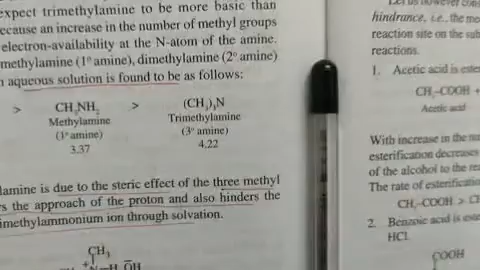 expect trimethylamine to be more basic than
because an increase in the number of methyl groups
electron-availability at the N-atom of the amine.
methylamine (1° amine), dimethylamine (2° amine)
aqueous solution is found to be as follows:
> CH₃NH₂ > (CH₃)₃N
Methylamine Trimethylamine
(1° amine) (3° amine)
3.37 4.22
lamine is due to the steric effect of the three methyl
rs the approach of the proton and also hinders the
imethylammonium ion through solvation.
CH₃
+N—H ŌH
hindrance, i.e., the
reaction site on the
reactions.
1. Acetic acid is
CH₃–COOH +
Acetic acid
With increase in the
esterification decreases
of the alcohol to the
The rate of
CH₃–COOH >
2. Benzoic acid is
HCl.
COOH